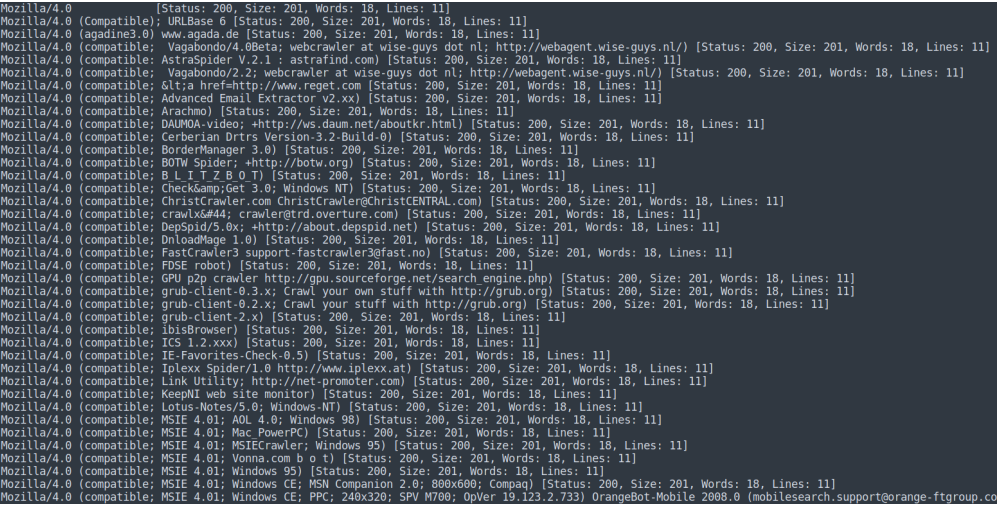 Mozilla/4.0 [Status: 200, Size: 201, Words: 18, Lines: 11]
Mozilla/4.0 (Compatible); URLBase 6 [Status: 200, Size: 201, Words: 18, Lines: 11]
Mozilla/4.0 (agadine3.0) www.agada.de [Status: 200, Size: 201, Words: 18, Lines: 11]
Mozilla/4.0 (compatible;  Vagabondo/4.0Beta; webcrawler at wise-guys dot nl; http://webagent.wise-guys.nl/) [Status: 200, Size: 201, Words: 18, Lines: 11]
Mozilla/4.0 (compatible: AstraSpider V.2.1 : astrafind.com) [Status: 200, Size: 201, Words: 18, Lines: 11]
Mozilla/4.0 (compatible;  Vagabondo/2.2; webcrawler at wise-guys dot nl; http://webagent.wise-guys.nl/) [Status: 200, Size: 201, Words: 18, Lines: 11]
Mozilla/4.0 (compatible; &lt;a href=http://www.reget.com [Status: 200, Size: 201, Words: 18, Lines: 11]
Mozilla/4.0 (compatible; Advanced Email Extractor v2.xx) [Status: 200, Size: 201, Words: 18, Lines: 11]
Mozilla/4.0 (compatible; Arachmo) [Status: 200, Size: 201, Words: 18, Lines: 11]
Mozilla/4.0 (compatible; DAUMOA-video; +http://ws.daum.net/aboutkr.html) [Status: 200, Size: 201, Words: 18, Lines: 11]
Mozilla/4.0 (compatible; Cerberian Drtrs Version-3.2-Build-0) [Status: 200, Size: 201, Words: 18, Lines: 11]
Mozilla/4.0 (compatible; BorderManager 3.0) [Status: 200, Size: 201, Words: 18, Lines: 11]
Mozilla/4.0 (compatible; BOTW Spider; +http://botw.org) [Status: 200, Size: 201, Words: 18, Lines: 11]
Mozilla/4.0 (compatible; B_L_I_T_Z_B_O_T) [Status: 200, Size: 201, Words: 18, Lines: 11]
Mozilla/4.0 (compatible; Check&amp;Get 3.0; Windows NT) [Status: 200, Size: 201, Words: 18, Lines: 11]
Mozilla/4.0 (compatible; ChristCrawler.com ChristCrawler@ChristCENTRAL.com) [Status: 200, Size: 201, Words: 18, Lines: 11]
Mozilla/4.0 (compatible; crawlx&#44; crawler@trd.overture.com) [Status: 200, Size: 201, Words: 18, Lines: 11]
Mozilla/4.0 (compatible; DepSpid/5.0x; +http://about.depspid.net) [Status: 200, Size: 201, Words: 18, Lines: 11]
Mozilla/4.0 (compatible; DnloadMage 1.0) [Status: 200, Size: 201, Words: 18, Lines: 11]
Mozilla/4.0 (compatible; FastCrawler3 support-fastcrawler3@fast.no) [Status: 200, Size: 201, Words: 18, Lines: 11]
Mozilla/4.0 (compatible; FDSE robot) [Status: 200, Size: 201, Words: 18, Lines: 11]
Mozilla/4.0 (compatible; GPU p2p crawler http://gpu.sourceforge.net/search_engine.php) [Status: 200, Size: 201, Words: 18, Lines: 11]
Mozilla/4.0 (compatible; grub-client-0.3.x; Crawl your own stuff with http://grub.org) [Status: 200, Size: 201, Words: 18, Lines: 11]
Mozilla/4.0 (compatible; grub-client-0.2.x; Crawl your stuff with http://grub.org) [Status: 200, Size: 201, Words: 18, Lines: 11]
Mozilla/4.0 (compatible; grub-client-2.x) [Status: 200, Size: 201, Words: 18, Lines: 11]
Mozilla/4.0 (compatible; ibisBrowser) [Status: 200, Size: 201, Words: 18, Lines: 11]
Mozilla/4.0 (compatible; ICS 1.2.xxx) [Status: 200, Size: 201, Words: 18, Lines: 11]
Mozilla/4.0 (compatible; IE-Favorites-Check-0.5) [Status: 200, Size: 201, Words: 18, Lines: 11]
Mozilla/4.0 (compatible; Iplexx Spider/1.0 http://www.iplexx.at) [Status: 200, Size: 201, Words: 18, Lines: 11]
Mozilla/4.0 (compatible; Link Utility; http://net-promoter.com) [Status: 200, Size: 201, Words: 18, Lines: 11]
Mozilla/4.0 (compatible; KeepNI web site monitor) [Status: 200, Size: 201, Words: 18, Lines: 11]
Mozilla/4.0 (compatible; Lotus-Notes/5.0; Windows-NT) [Status: 200, Size: 201, Words: 18, Lines: 11]
Mozilla/4.0 (compatible; MSIE 4.01; AOL 4.0; Windows 98) [Status: 200, Size: 201, Words: 18, Lines: 11]
Mozilla/4.0 (compatible; MSIE 4.01; Mac_PowerPC) [Status: 200, Size: 201, Words: 18, Lines: 11]
Mozilla/4.0 (compatible; MSIE 4.01; MSIECrawler; Windows 95) [Status: 200, Size: 201, Words: 18, Lines: 11]
Mozilla/4.0 (compatible; MSIE 4.01; Vonna.com b o t) [Status: 200, Size: 201, Words: 18, Lines: 11]
Mozilla/4.0 (compatible; MSIE 4.01; Windows 95) [Status: 200, Size: 201, Words: 18, Lines: 11]
Mozilla/4.0 (compatible; MSIE 4.01; Windows CE; MSN Companion 2.0; 800x600; Compaq) [Status: 200, Size: 201, Words: 18, Lines: 11]
Mozilla/4.0 (compatible; MSIE 4.01; Windows CE; PPC; 240x320; SPV M700; OpVer 19.123.2.733) OrangeBot-Mobile 2008.0 (mobilesearch.support@orange-ftgroup.co